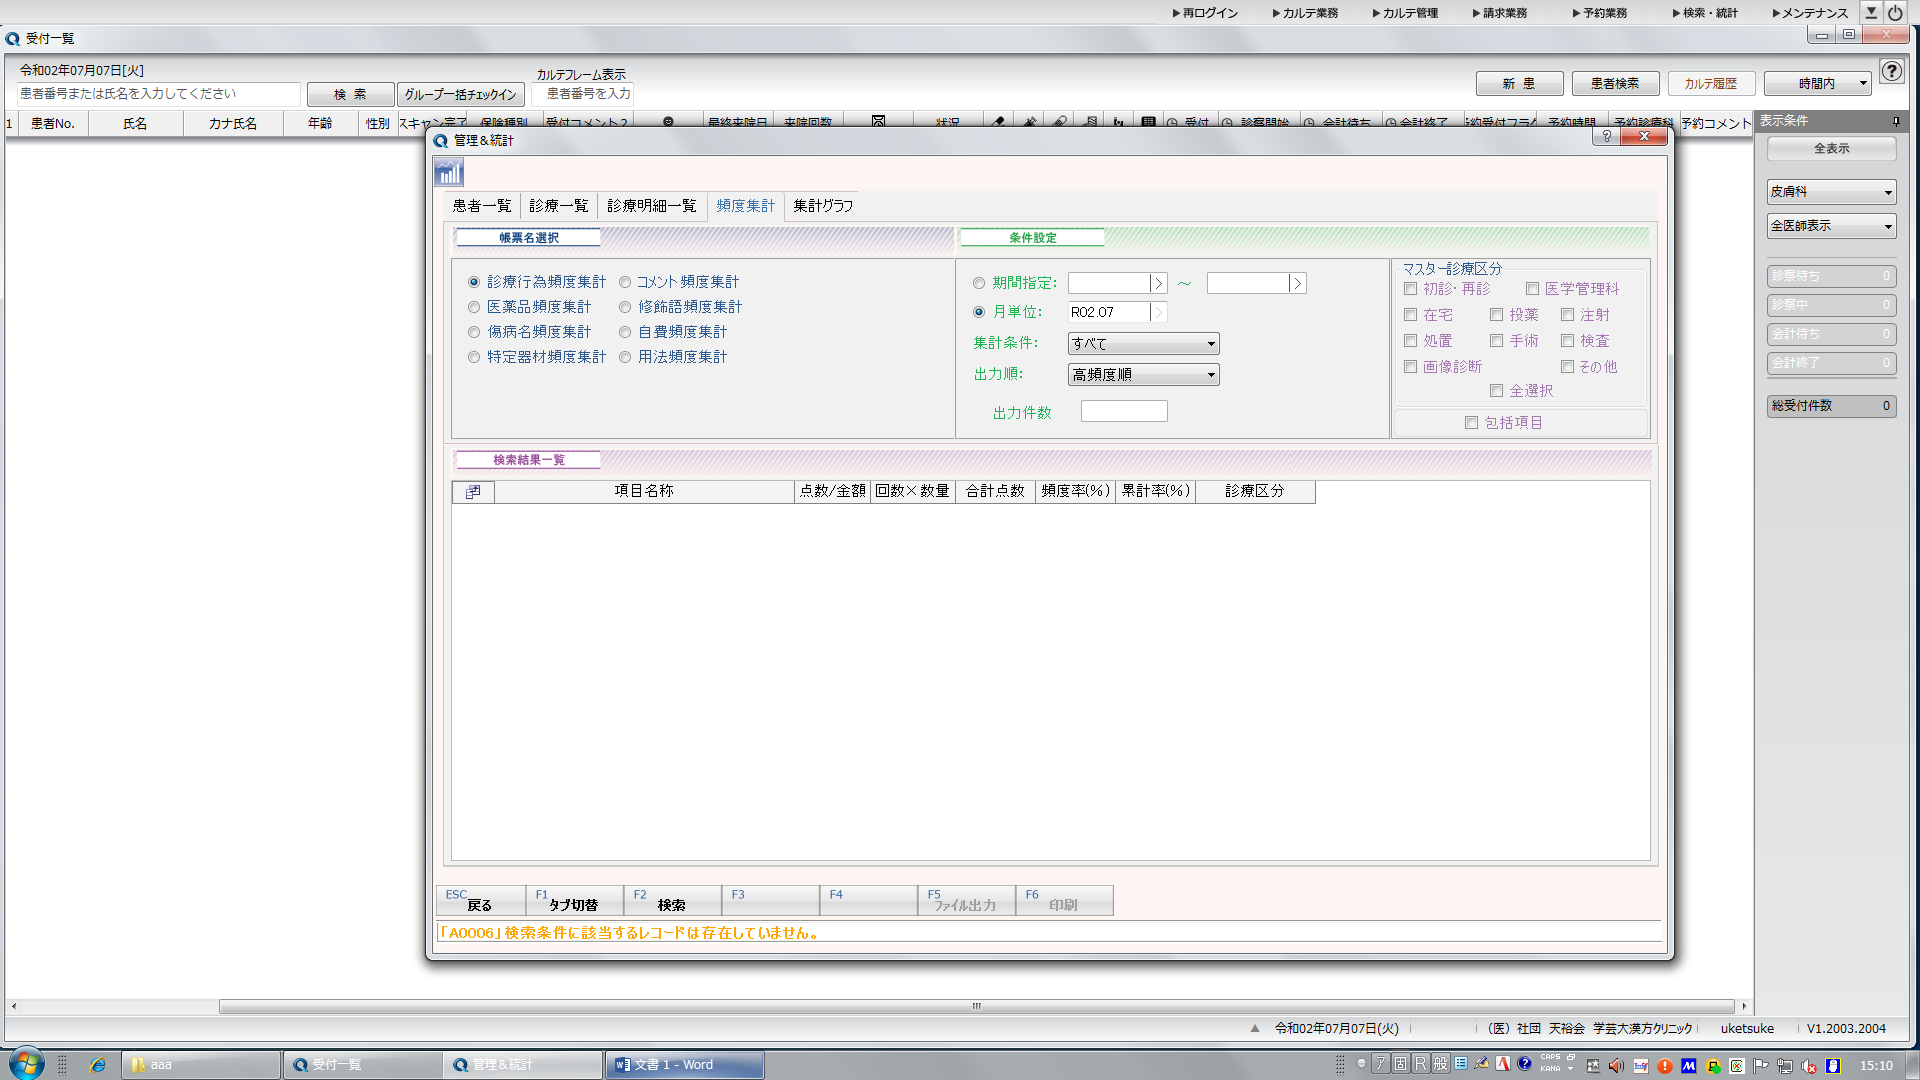 ▶再ログイン ▶カルテ業務 ▶カルテ管理 ▶請求業務 ▶予約業務 ▶検索・統計 ▶メンテナンス
受付一覧
令和02年07月07日[火]
患者番号または氏名を入力してください 検 索 グループ一括チェックイン
カルテフレーム表示
患者番号を入力
新 患 患者検索 カルテ履歴 時間内
1 患者No. 氏名 カナ氏名 年齢 性別 スキャン完了 保険種別 受付コメント2 最終来院日 来院回数 状況 受付 診察開始 会計待ち 会計終了 予約受付フラグ 予約時間 予約診療科 予約コメント
表示条件
全表示
皮膚科
全医師表示
診察待ち 0
診察中 0
会計待ち 0
会計終了 0
総受付件数 0
管理&統計
患者一覧 診療一覧 診療明細一覧 頻度集計 集計グラフ
帳票名選択
診療行為頻度集計 コメント頻度集計
医薬品頻度集計 修飾語頻度集計
傷病名頻度集計 自費頻度集計
特定器材頻度集計 用法頻度集計
条件設定
期間指定: ～
月単位: R02.07
集計条件: すべて
出力順: 高頻度順
出力件数
マスター診療区分
初診・再診 医学管理料
在宅 投薬 注射
処置 手術 検査
画像診断 その他
全選択
包括項目
検索結果一覧
項目名称 点数/金額 回数×数量 合計点数 頻度率(%) 累計率(%) 診療区分
ESC 戻る F1 タブ切替 F2 検索 F3 F4 F5 ファイル出力 F6 印刷
「A0006」検索条件に該当するレコードは存在していません。
令和02年07月07日(火) (医)社団 天裕会 学芸大漢方クリニック uketsuke V1.2003.2004
aaa 受付一覧 管理&統計 文書 1 - Word
ア 固 R 般 CAPS KANA 15:10